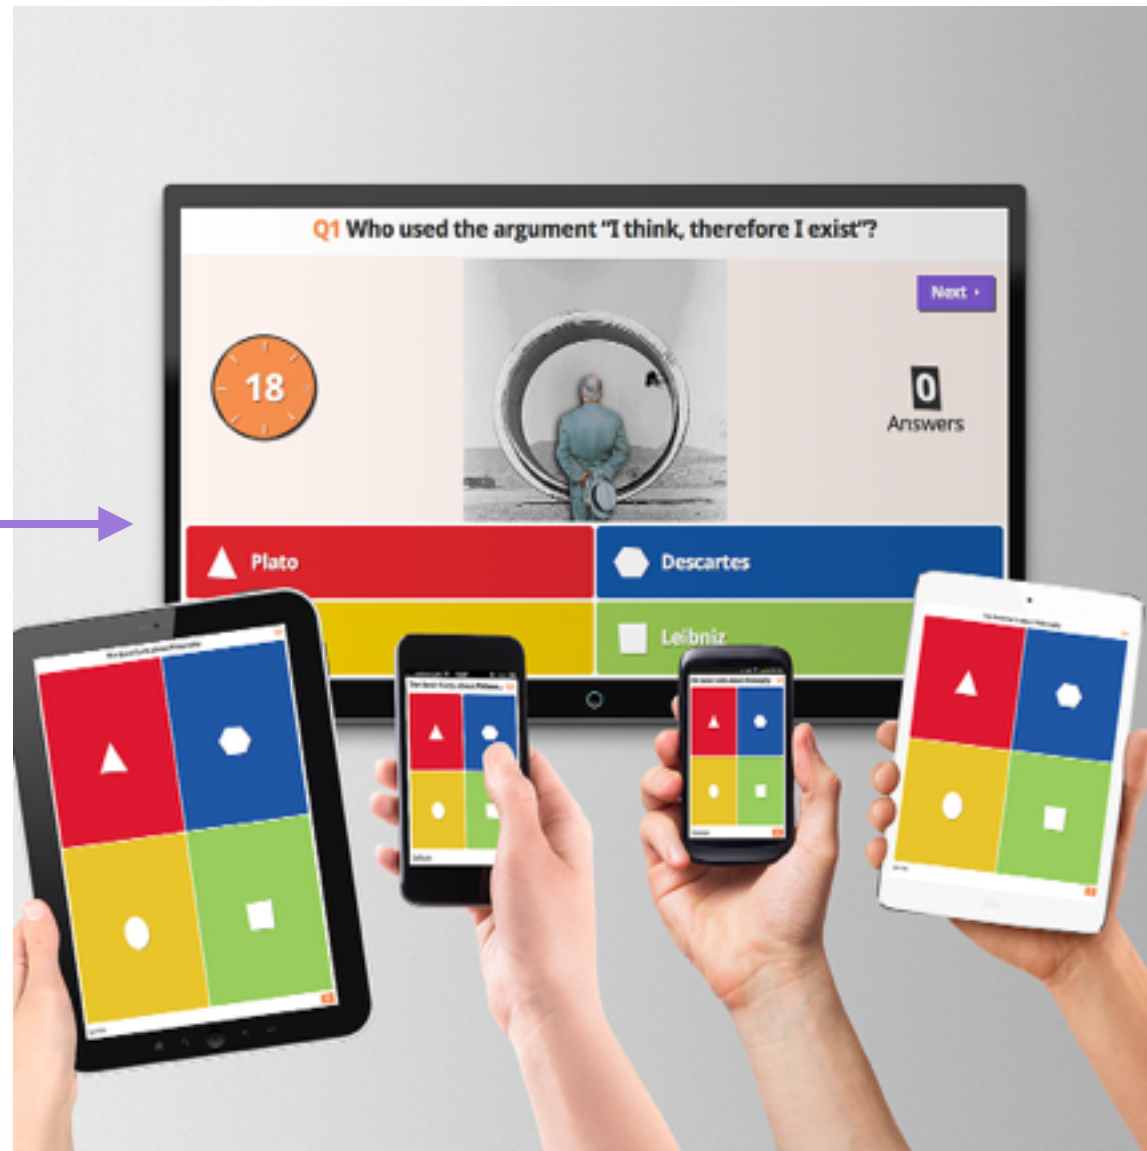 Q1 Who used the argument "I think, therefore I exist"?
Next
18
0
Answers
Plato
Descartes
Leibniz